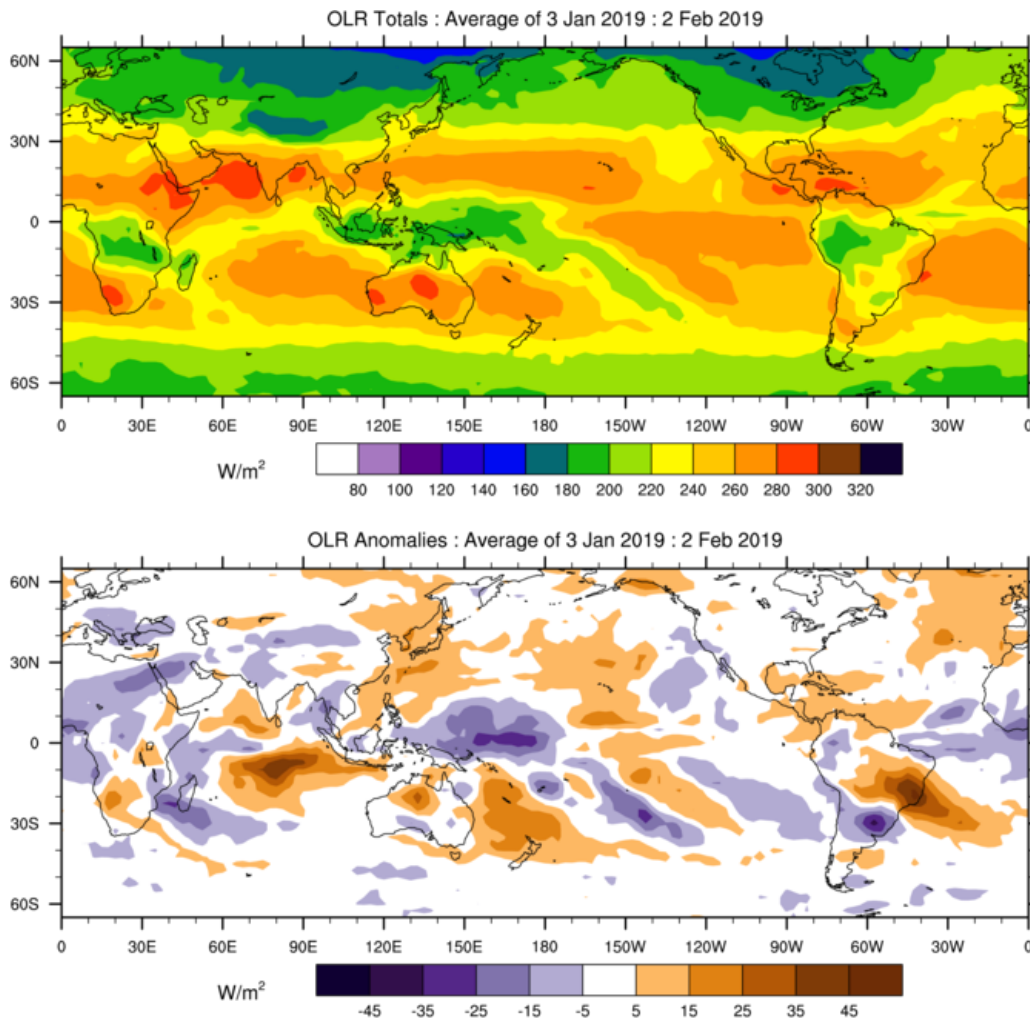 OLR Totals : Average of 3 Jan 2019 : 2 Feb 2019
60N
30N
0
30S
60S
0 30E 60E 90E 120E 150E 180 150W 120W 90W 60W 30W 0
W/m²
80 100 120 140 160 180 200 220 240 260 280 300 320
OLR Anomalies : Average of 3 Jan 2019 : 2 Feb 2019
60N
30N
0
30S
60S
0 30E 60E 90E 120E 150E 180 150W 120W 90W 60W 30W 0
W/m²
-45 -35 -25 -15 -5 5 15 25 35 45